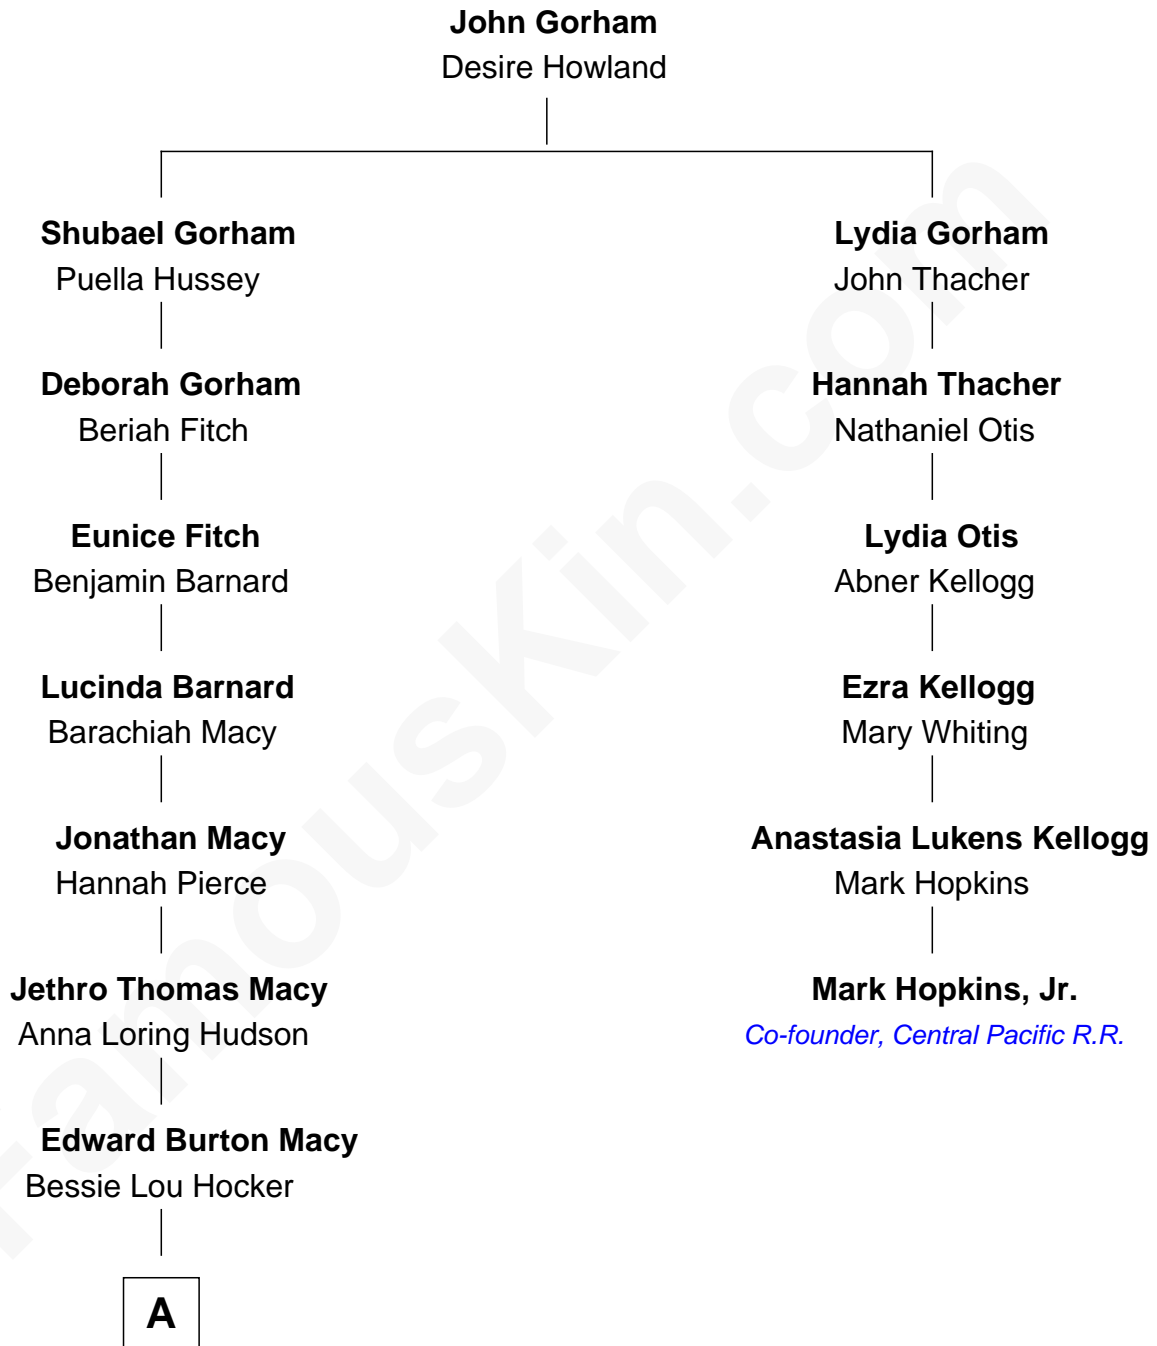 John Gorham
Desire Howland
Shubael Gorham
Puella Hussey
Lydia Gorham
John Thacher
Deborah Gorham
Beriah Fitch
Hannah Thacher
Nathaniel Otis
Eunice Fitch
Benjamin Barnard
Lydia Otis
Abner Kellogg
Lucinda Barnard
Barachiah Macy
Ezra Kellogg
Mary Whiting
Jonathan Macy
Hannah Pierce
Anastasia Lukens Kellogg
Mark Hopkins
Jethro Thomas Macy
Anna Loring Hudson
Mark Hopkins, Jr.
Co-founder, Central Pacific R.R.
Edward Burton Macy
Bessie Lou Hocker
A
FamousKin.com